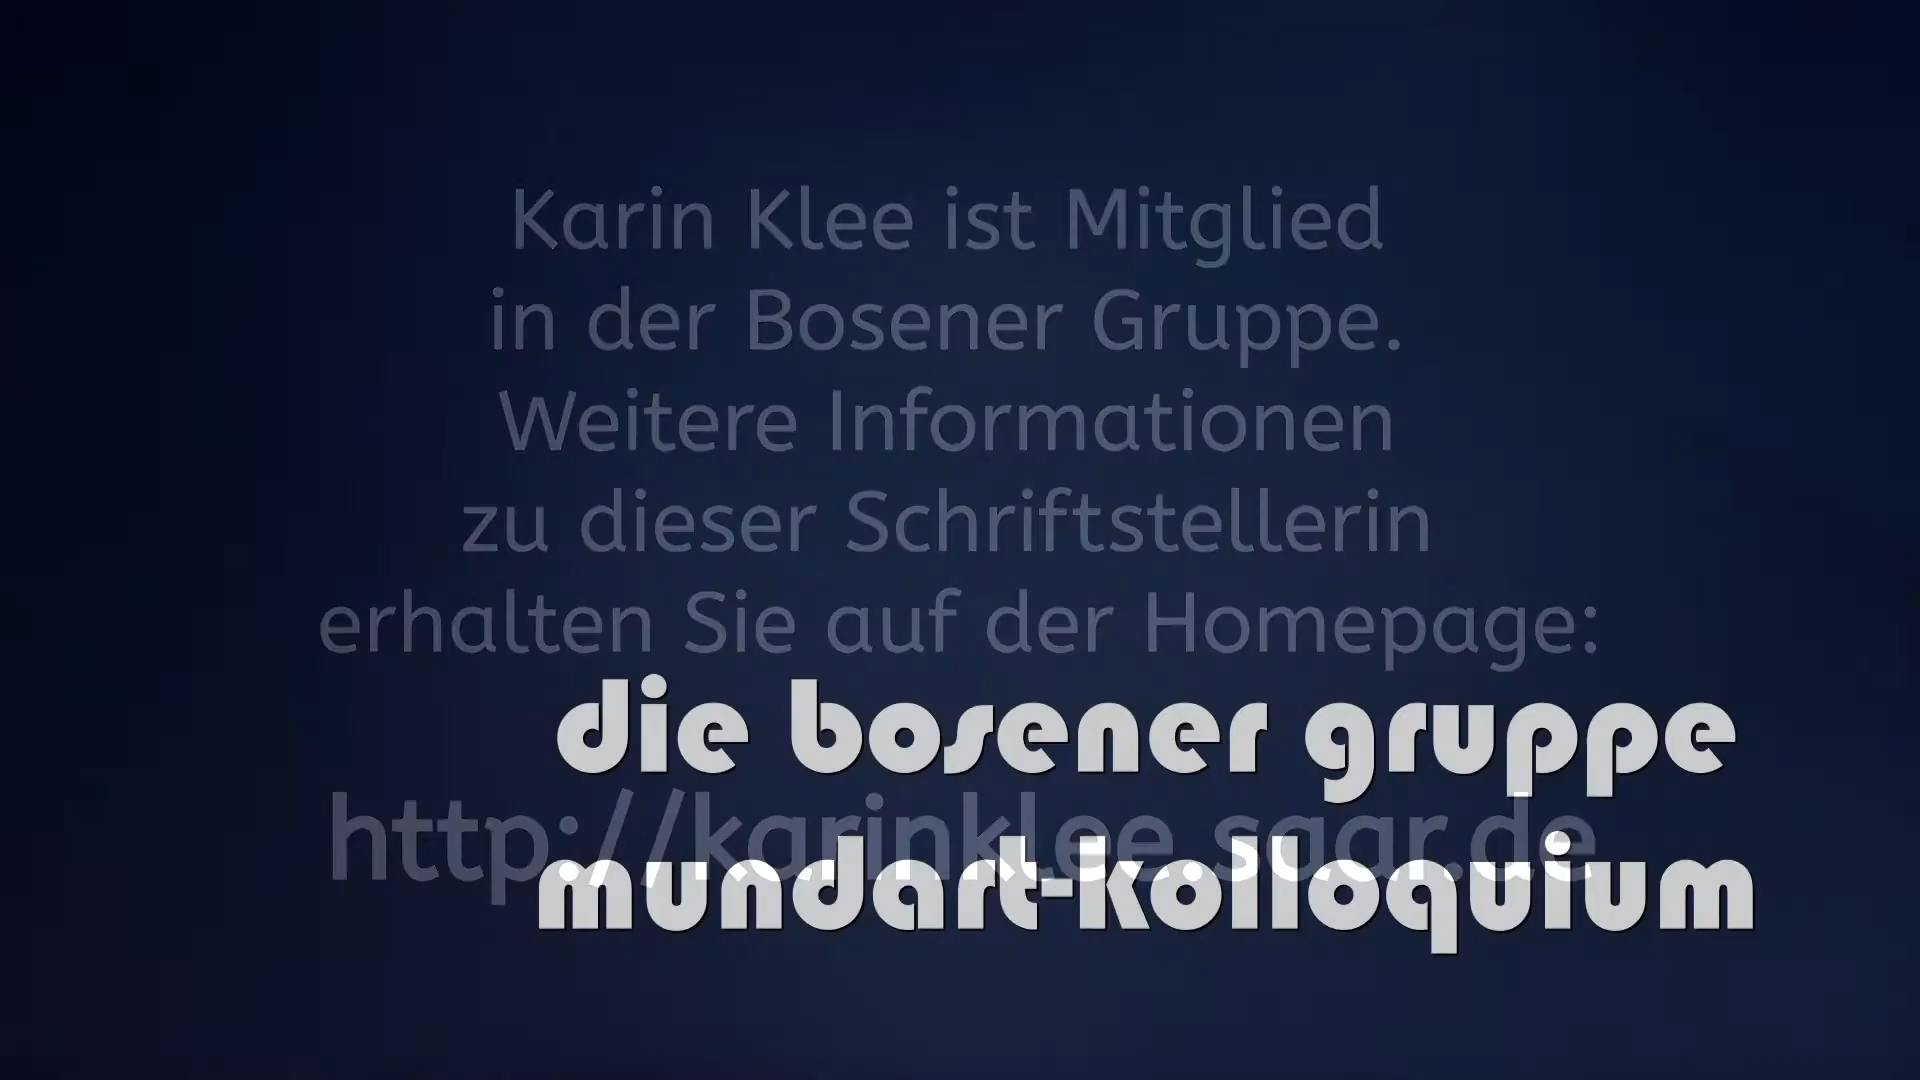 Karin Klee ist Mitglied
in der Bosener Gruppe.
Weitere Informationen
zu dieser Schriftstellerin
erhalten Sie auf der Homepage:
die bosener gruppe
http://karinklee.saar.de
mundart-kolloquium